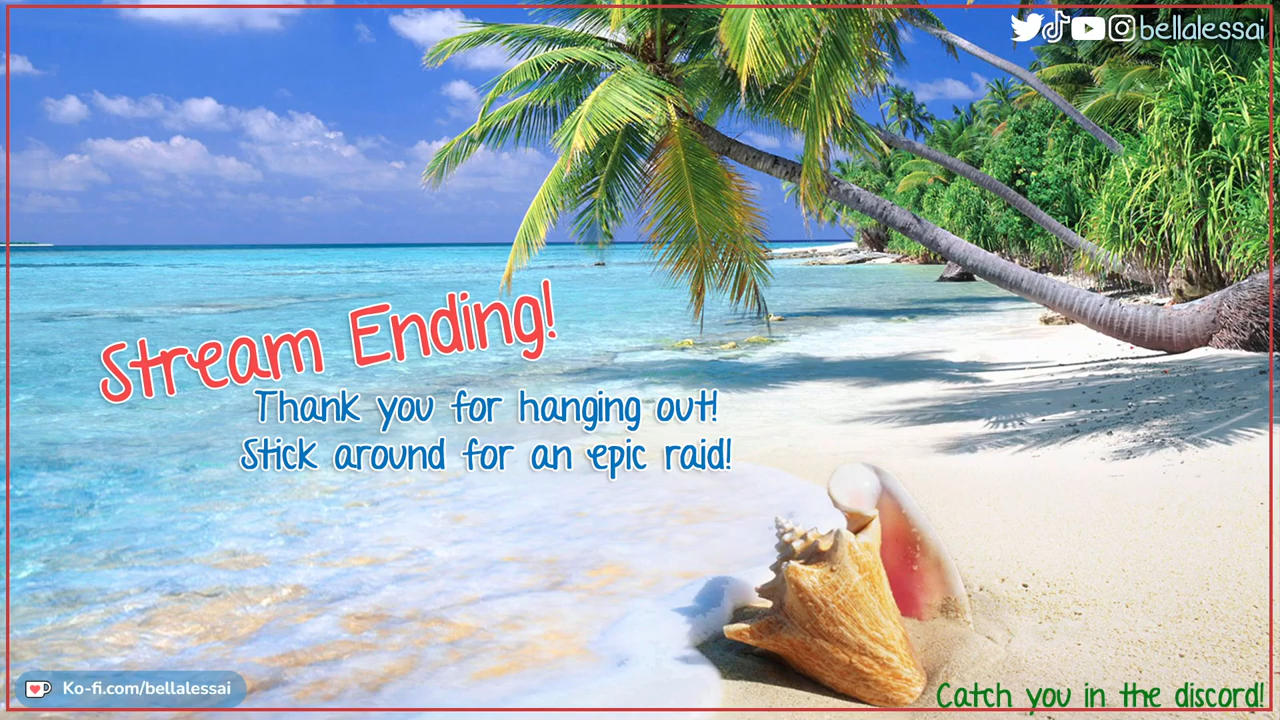 bellalessai
Stream Ending!
Thank you for hanging out!
Stick around for an epic raid!
Ko-fi.com/bellalessai
Catch you in the discord!